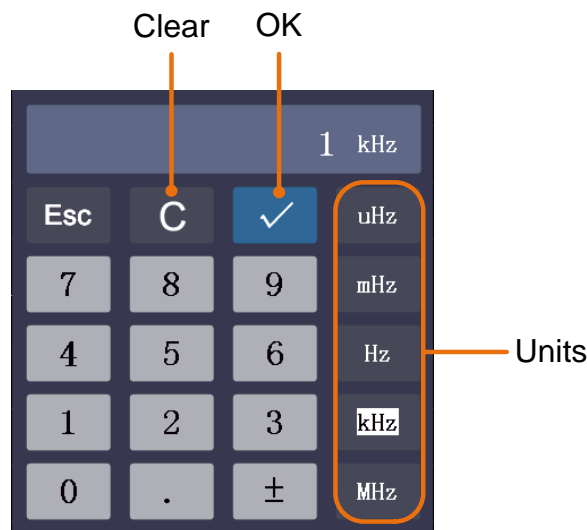 Clear OK
1 kHz
Esc C ✓ uHz
7 8 9 mHz
4 5 6 Hz Units
1 2 3 kHz
0 . ± MHz